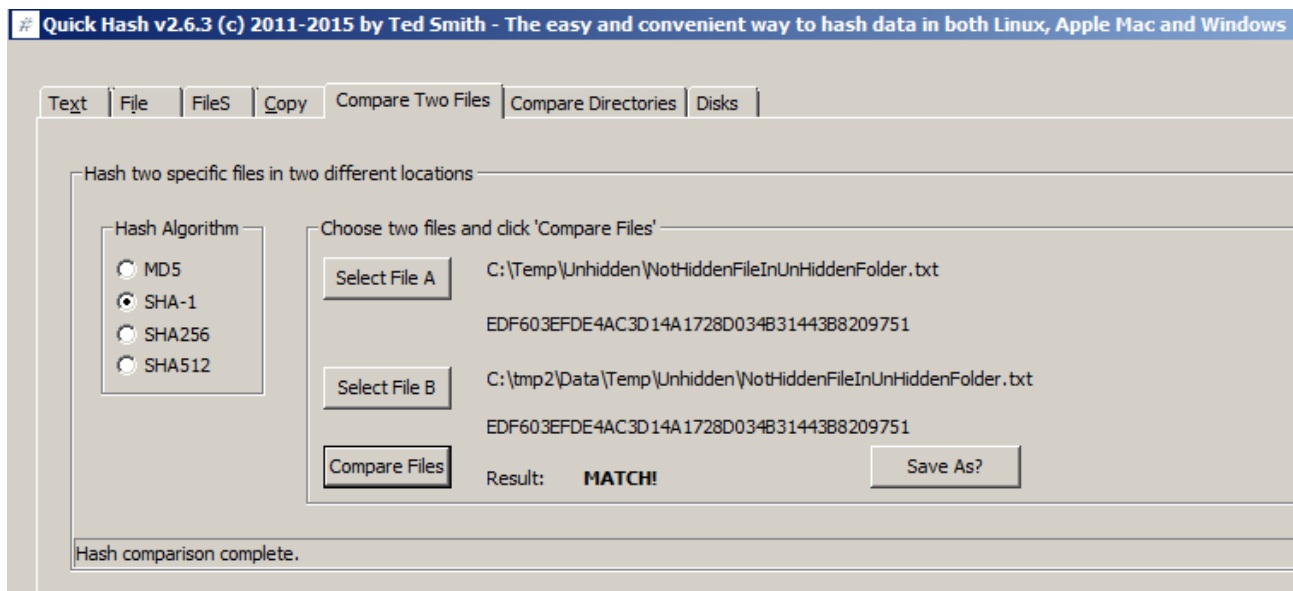 # Quick Hash v2.6.3 (c) 2011-2015 by Ted Smith - The easy and convenient way to hash data in both Linux, Apple Mac and Windows
Text File FileS Copy Compare Two Files Compare Directories Disks
Hash two specific files in two different locations
Hash Algorithm
MD5
SHA-1
SHA256
SHA512
Choose two files and click 'Compare Files'
Select File A C:\Temp\Unhidden\NotHiddenFileInUnHiddenFolder.txt
EDF603EFDE4AC3D14A1728D034B31443B8209751
Select File B C:\tmp2\Data\Temp\Unhidden\NotHiddenFileInUnHiddenFolder.txt
EDF603EFDE4AC3D14A1728D034B31443B8209751
Compare Files Result: MATCH! Save As?
Hash comparison complete.